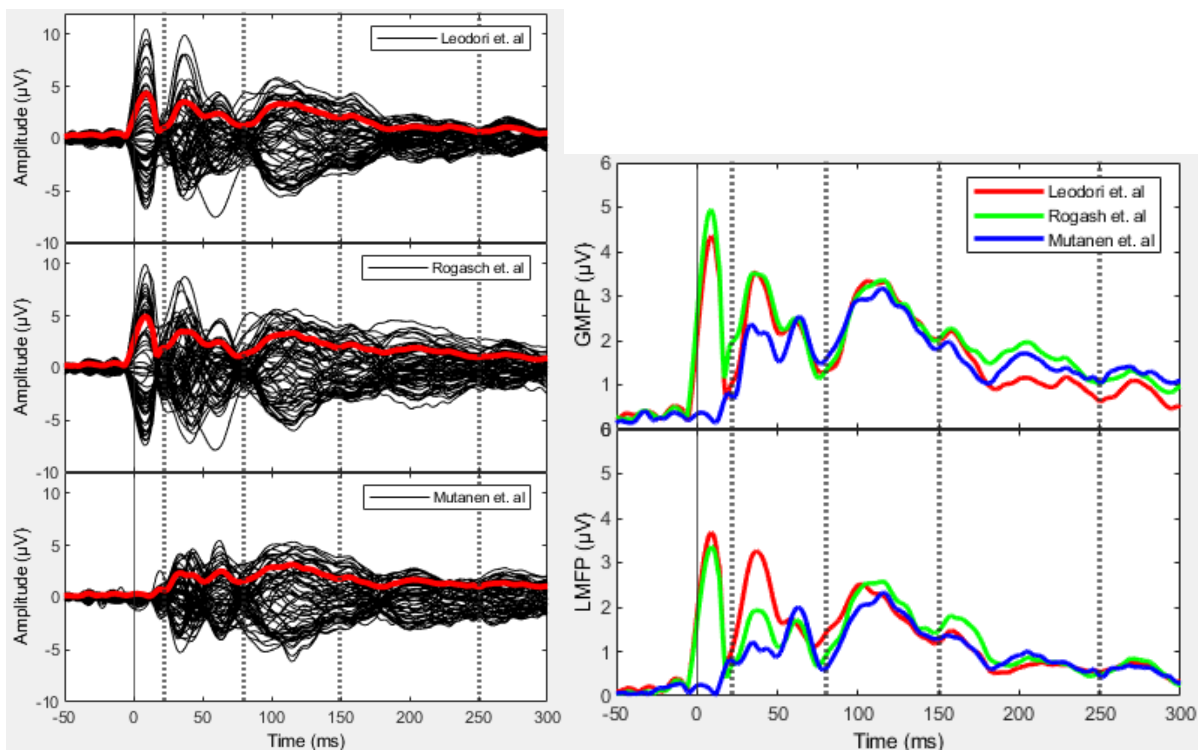 Amplitude (µV)
10
5
0
-5
-10
Leodori et. al
Amplitude (µV)
10
5
0
-5
-10
Rogasch et. al
Amplitude (µV)
10
5
0
-5
-10
Mutanen et. al
-50 0 50 100 150 200 250 300
Time (ms)
GMFP (µV)
6
5
4
3
2
1
Leodori et. al
Rogash et. al
Mutanen et. al
LMFP (µV)
6
5
4
3
2
1
0
-50 0 50 100 150 200 250 300
Time (ms)